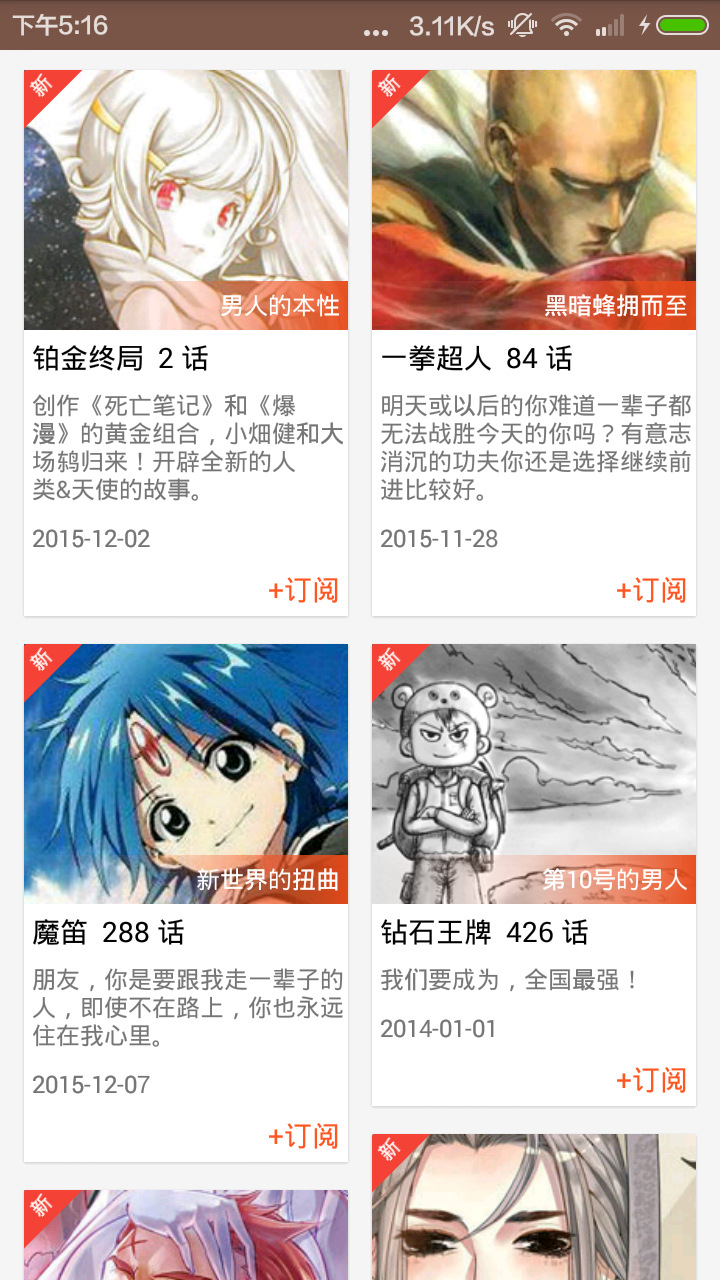 下午5:16
... 3.11K/s
新
男人的本性
铂金终局 2 话
创作《死亡笔记》和《爆
漫》的黄金组合，小畑健和大
场鸫归来！开辟全新的人
类&天使的故事。
2015-12-02
+订阅
新
黑暗蜂拥而至
一拳超人 84 话
明天或以后的你难道一辈子都
无法战胜今天的你吗？有意志
消沉的功夫你还是选择继续前
进比较好。
2015-11-28
+订阅
新
新世界的扭曲
魔笛 288 话
朋友，你是要跟我走一辈子的
人，即使不在路上，你也永远
住在我心里。
2015-12-07
+订阅
新
第10号的男人
钻石王牌 426 话
我们要成为，全国最强！
2014-01-01
+订阅
新
新